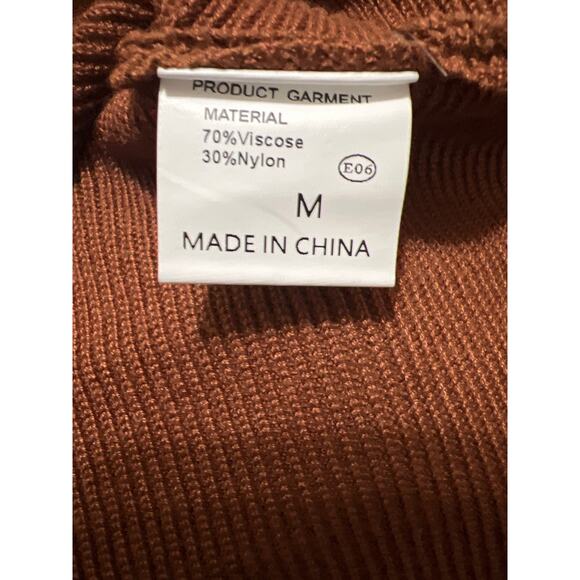 PRODUCT GARMENT
MATERIAL
70%Viscose
30%Nylon
E06
M
MADE IN CHINA